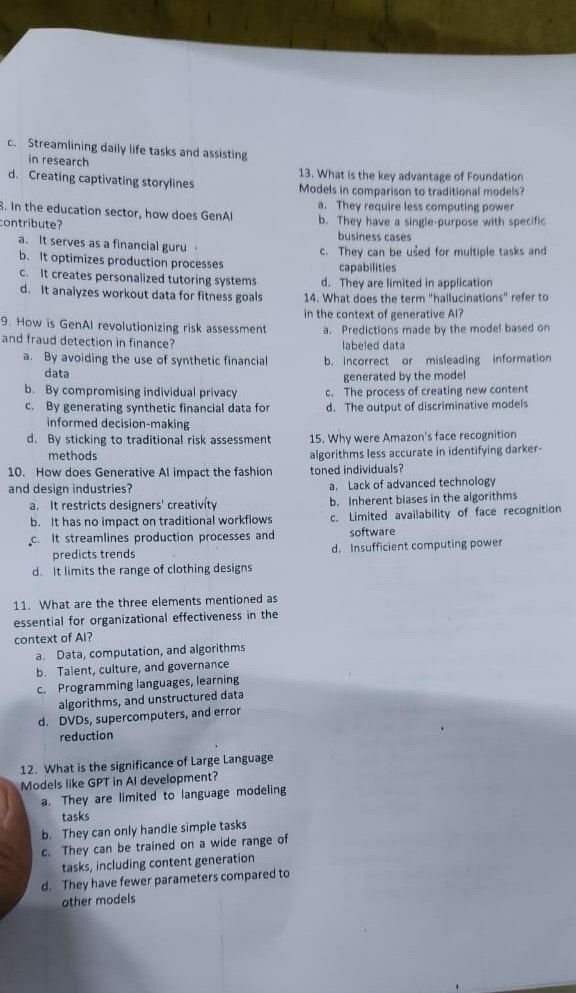 c. Streamlining daily life tasks and assisting
in research
d. Creating captivating storylines
8. In the education sector, how does GenAI
contribute?
a. It serves as a financial guru
b. It optimizes production processes
c. It creates personalized tutoring systems
d. It analyzes workout data for fitness goals
9. How is GenAI revolutionizing risk assessment
and fraud detection in finance?
a. By avoiding the use of synthetic financial
data
b. By compromising individual privacy
c. By generating synthetic financial data for
informed decision-making
d. By sticking to traditional risk assessment
methods
10. How does Generative AI impact the fashion
and design industries?
a. It restricts designers' creativity
b. It has no impact on traditional workflows
c. It streamlines production processes and
predicts trends
d. It limits the range of clothing designs
11. What are the three elements mentioned as
essential for organizational effectiveness in the
context of AI?
a. Data, computation, and algorithms
b. Talent, culture, and governance
c. Programming languages, learning
algorithms, and unstructured data
d. DVDs, supercomputers, and error
reduction
12. What is the significance of Large Language
Models like GPT in AI development?
a. They are limited to language modeling
tasks
b. They can only handle simple tasks
c. They can be trained on a wide range of
tasks, including content generation
d. They have fewer parameters compared to
other models
13. What is the key advantage of Foundation
Models in comparison to traditional models?
a. They require less computing power
b. They have a single-purpose with specific
business cases
c. They can be used for multiple tasks and
capabilities
d. They are limited in application
14. What does the term "hallucinations" refer to
in the context of generative AI?
a. Predictions made by the model based on
labeled data
b. Incorrect or misleading information
generated by the model
c. The process of creating new content
d. The output of discriminative models
15. Why were Amazon's face recognition
algorithms less accurate in identifying darker-
toned individuals?
a. Lack of advanced technology
b. Inherent biases in the algorithms
c. Limited availability of face recognition
software
d. Insufficient computing power